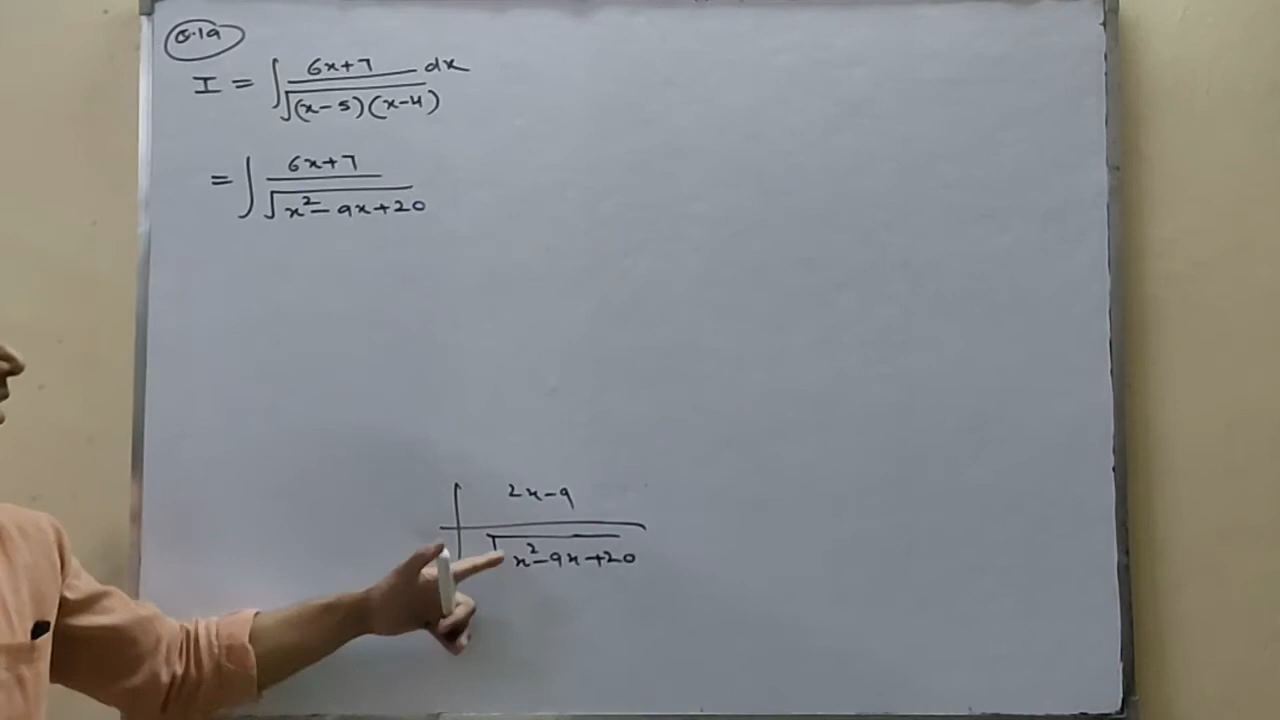 Q.19
I = ∫ 6x+7 / √(x-5)(x-4) dx
= ∫ 6x+7 / √x²-9x+20
∫ 2x-9 / √x²-9x+20